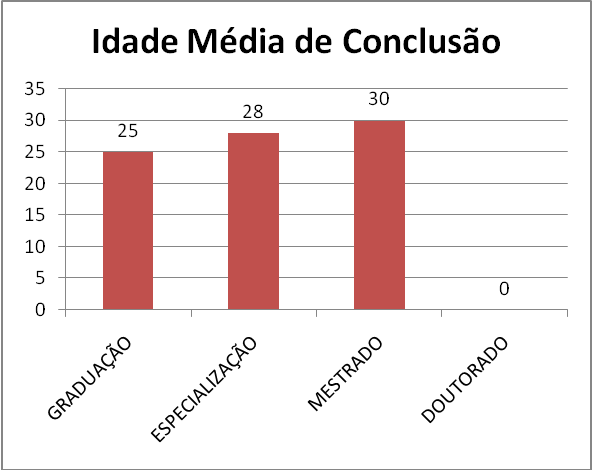 Idade Média de Conclusão
35
30
25
20
15
10
5
0
25
28
30
0
GRADUAÇÃO
ESPECIALIZAÇÃO
MESTRADO
DOUTORADO